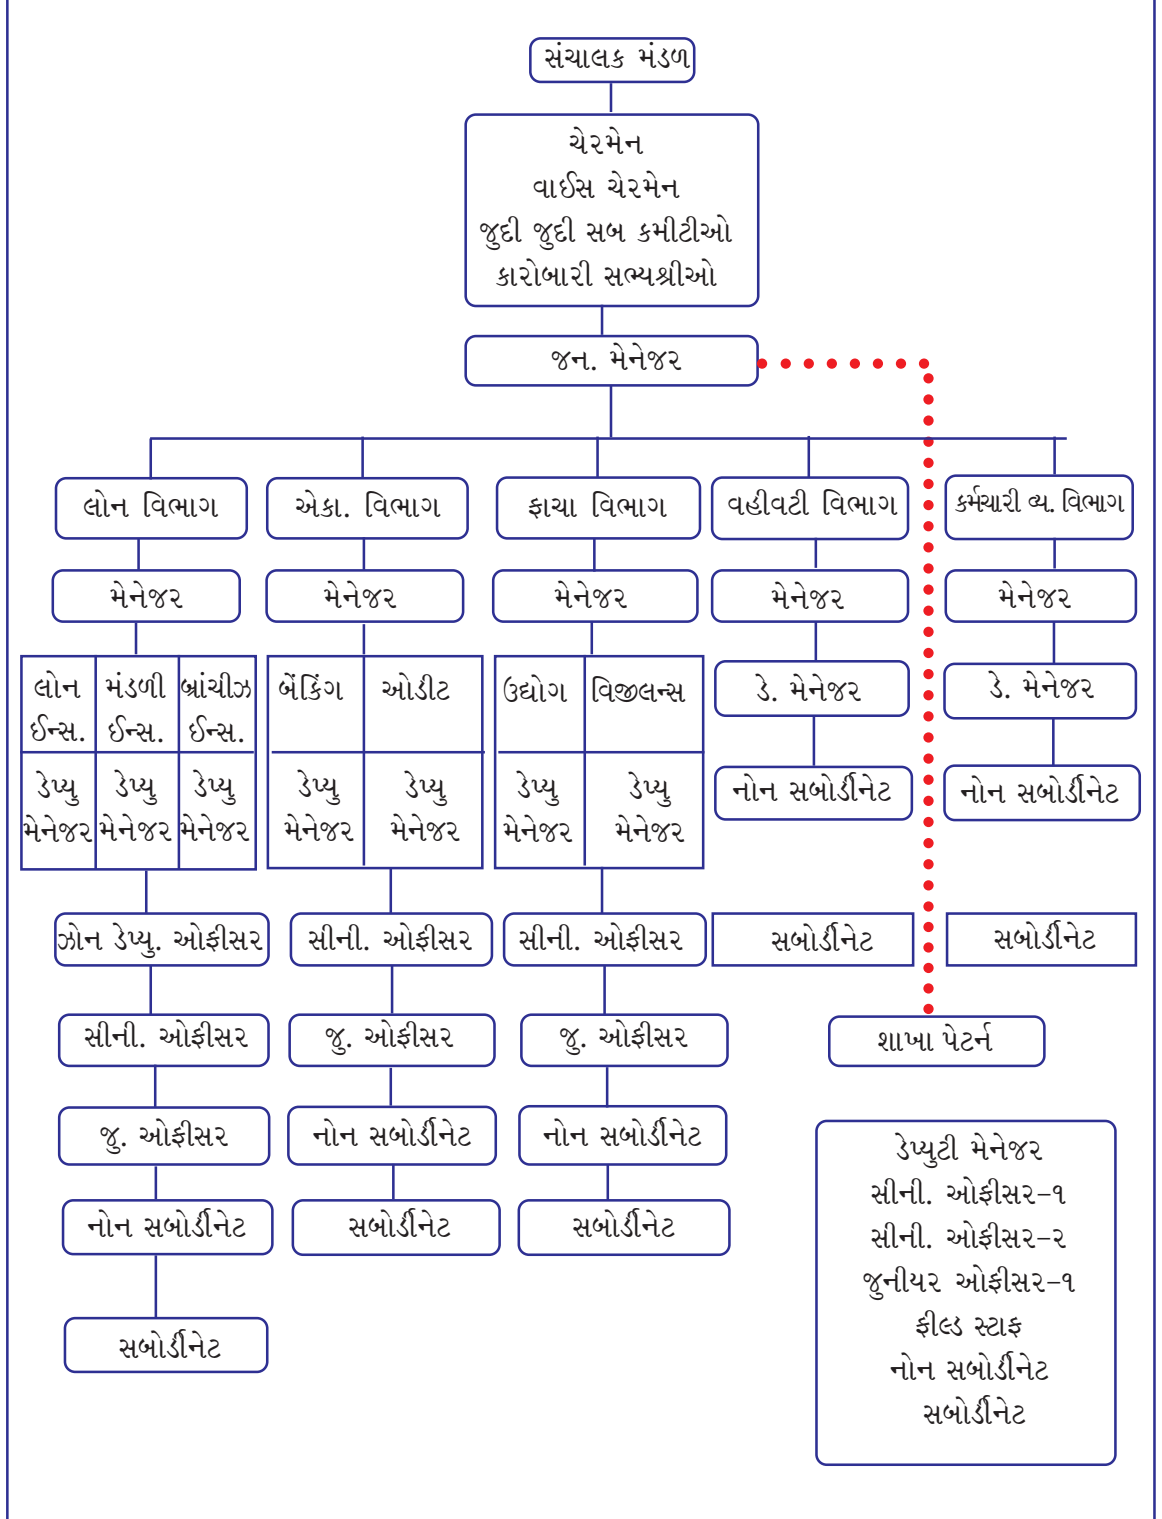 સંચાલક મંડળ
ચેરમેન
વાઈસ ચેરમેન
જુદી જુદી સબ કમીટીઓ
કારોબારી સભ્યશ્રીઓ
જન. મેનેજર
લોન વિભાગ
એકા. વિભાગ
ફાચા વિભાગ
વહીવટી વિભાગ
કર્મચારી વ્ય. વિભાગ
મેનેજર
મેનેજર
મેનેજર
મેનેજર
મેનેજર
લોન
ઈન્સ.
મંડળી
ઈન્સ.
બ્રાંચીઝ
ઈન્સ.
બેંકિંગ
ઓડીટ
ઉદ્યોગ
વિજીલન્સ
ડે. મેનેજર
ડે. મેનેજર
ડેપ્યુ
મેનેજર
ડેપ્યુ
મેનેજર
ડેપ્યુ
મેનેજર
ડેપ્યુ
મેનેજર
ડેપ્યુ
મેનેજર
ડેપ્યુ
મેનેજર
ડેપ્યુ
મેનેજર
નોન સબોર્ડીનેટ
નોન સબોર્ડીનેટ
ઝોન ડેપ્યુ. ઓફીસર
સીની. ઓફીસર
સીની. ઓફીસર
સબોર્ડીનેટ
સબોર્ડીનેટ
સીની. ઓફીસર
જુ. ઓફીસર
જુ. ઓફીસર
શાખા પેટર્ન
જુ. ઓફીસર
નોન સબોર્ડીનેટ
નોન સબોર્ડીનેટ
નોન સબોર્ડીનેટ
સબોર્ડીનેટ
સબોર્ડીનેટ
સબોર્ડીનેટ
ડેપ્યુટી મેનેજર
સીની. ઓફીસર-૧
સીની. ઓફીસર-૨
જુનીયર ઓફીસર-૧
ફીલ્ડ સ્ટાફ
નોન સબોર્ડીનેટ
સબોર્ડીનેટ